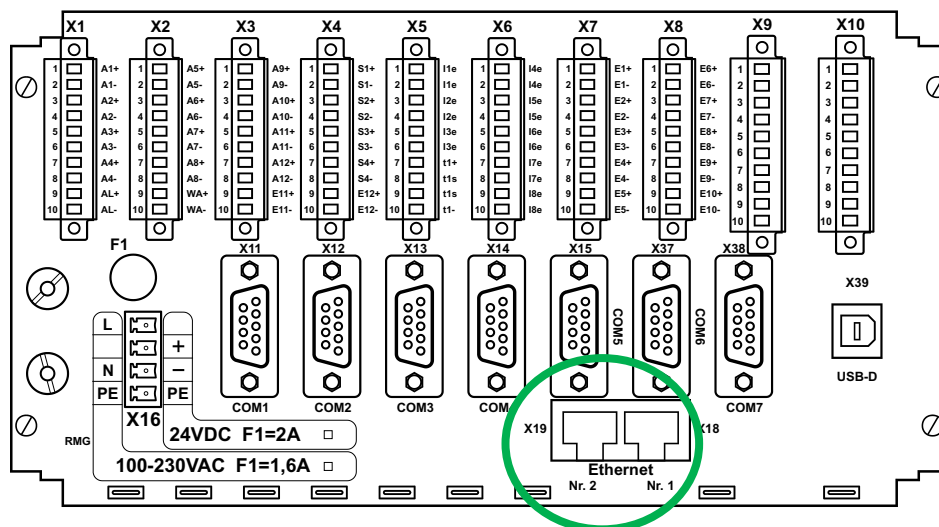 X1 X2 X3 X4 X5 X6 X7 X8 X9 X10
1 A1+ 1 A5+ 1 A9+ 1 S1+ 1 I1e 1 I4e 1 E1+ 1 E6+ 1 1
2 A1- 2 A5- 2 A9- 2 S1- 2 I1e 2 I4e 2 E1- 2 E6- 2 2
3 A2+ 3 A6+ 3 A10+ 3 S2+ 3 I2e 3 I5e 3 E2+ 3 E7+ 3 3
4 A2- 4 A6- 4 A10- 4 S2- 4 I2e 4 I5e 4 E2- 4 E7- 4 4
5 A3+ 5 A7+ 5 A11+ 5 S3+ 5 I3e 5 I6e 5 E3+ 5 E8+ 5 5
6 A3- 6 A7- 6 A11- 6 S3- 6 I3e 6 I6e 6 E3- 6 E8- 6 6
7 A4+ 7 A8+ 7 A12+ 7 S4+ 7 t1+ 7 I7e 7 E4+ 7 E9+ 7 7
8 A4- 8 A8- 8 A12- 8 S4- 8 t1s 8 I7e 8 E4- 8 E9- 8 8
9 AL+ 9 WA+ 9 E11+ 9 E12+ 9 t1s 9 I8e 9 E5+ 9 E10+ 9 9
10 AL- 10 WA- 10 E11- 10 E12- 10 t1- 10 I8e 10 E5- 10 E10- 10 10
F1 X11 X12 X13 X14 X15 X37 X38
X39
COM5 COM6
L
+
N −
PE PE
USB-D
COM1 COM2 COM3 COM COM7
X16
X19 X18
RMG
24VDC F1=2A
100-230VAC F1=1,6A
Ethernet
Nr. 2 Nr. 1